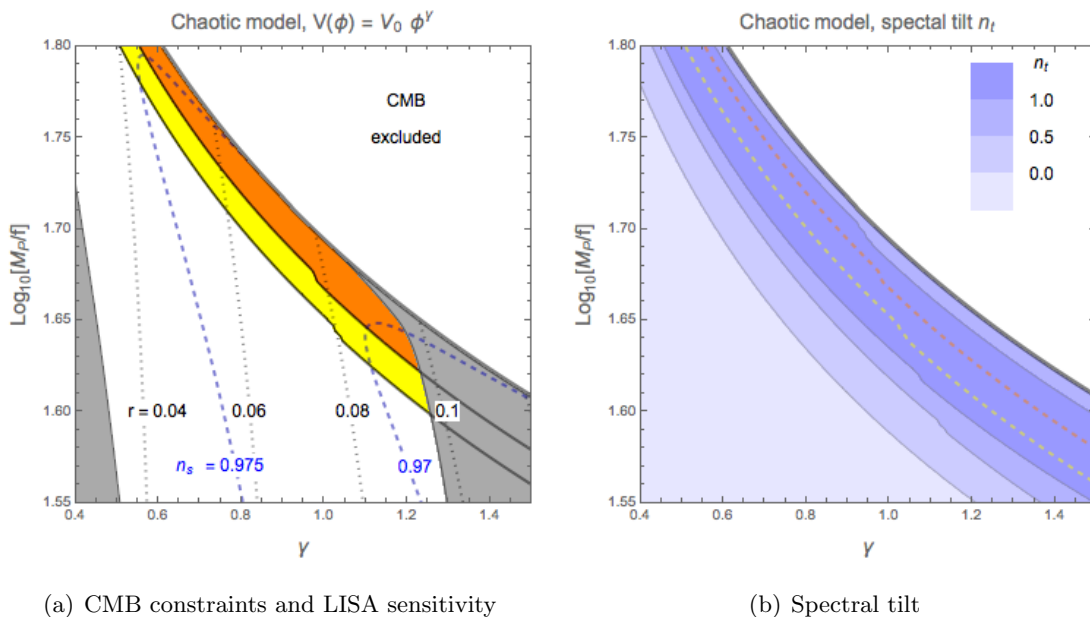 Chaotic model, V(ϕ) = V₀ ϕ^γ
1.80
1.75
1.70
1.65
1.60
1.55
Log₁₀[M_P/f]
CMB
excluded
r = 0.04
0.06
0.08
0.1
n_s = 0.975
0.97
0.4
0.6
0.8
1.0
1.2
1.4
γ
(a) CMB constraints and LISA sensitivity
Chaotic model, spectal tilt n_t
1.80
1.75
1.70
1.65
1.60
1.55
Log₁₀[M_P/f]
n_t
1.0
0.5
0.0
0.4
0.6
0.8
1.0
1.2
1.4
γ
(b) Spectral tilt